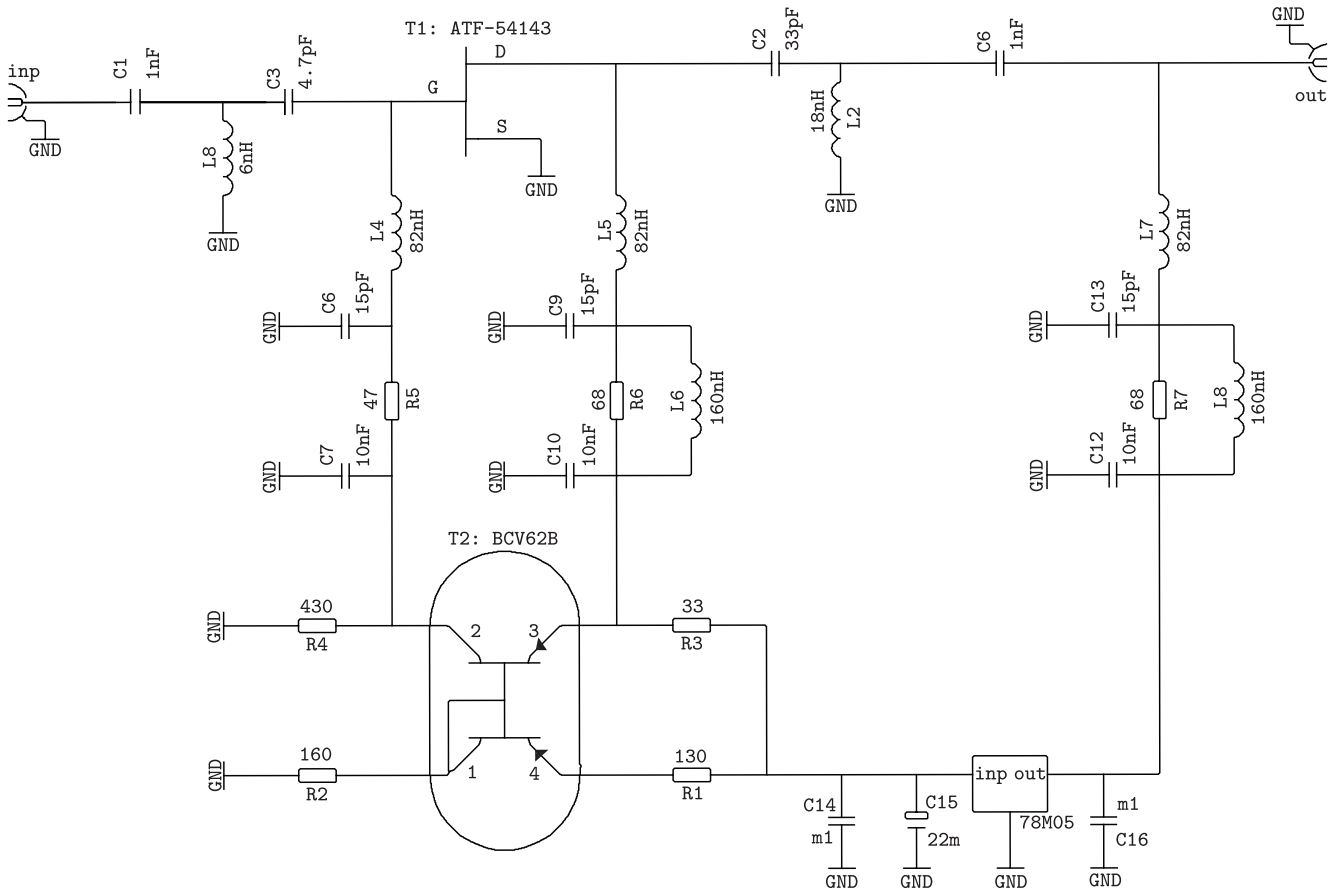 T1: ATF-54143
inp
GND
C1
1nF
C3
4.7pF
L8
6nH
GND
G
D
S
GND
C2
33pF
18nH
L2
GND
C6
1nF
GND
out
L4
82nH
L5
82nH
L7
82nH
GND
C6
15pF
GND
C9
15pF
GND
C13
15pF
47
R5
68
R6
L6
160nH
68
R7
L8
160nH
GND
C7
10nF
GND
C10
10nF
GND
C12
10nF
T2: BCV62B
GND
430
R4
2
3
33
R3
GND
160
R2
1
4
130
R1
C14
m1
GND
C15
22m
GND
inp out
78M05
GND
m1
C16
GND